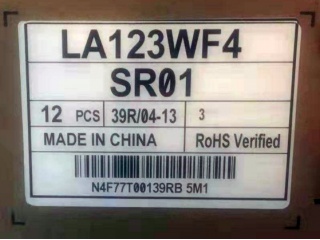 LA123WF4
SR01
12 PCS 39R/04-13 3
MADE IN CHINA RoHS Verified
N4F77T00139RB 5M1